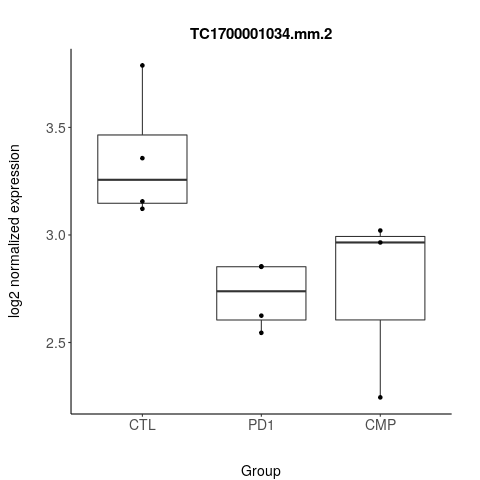 TC1700001034.mm.2
log2 normalized expression
3.5
3.0
2.5
CTL PD1 CMP
Group